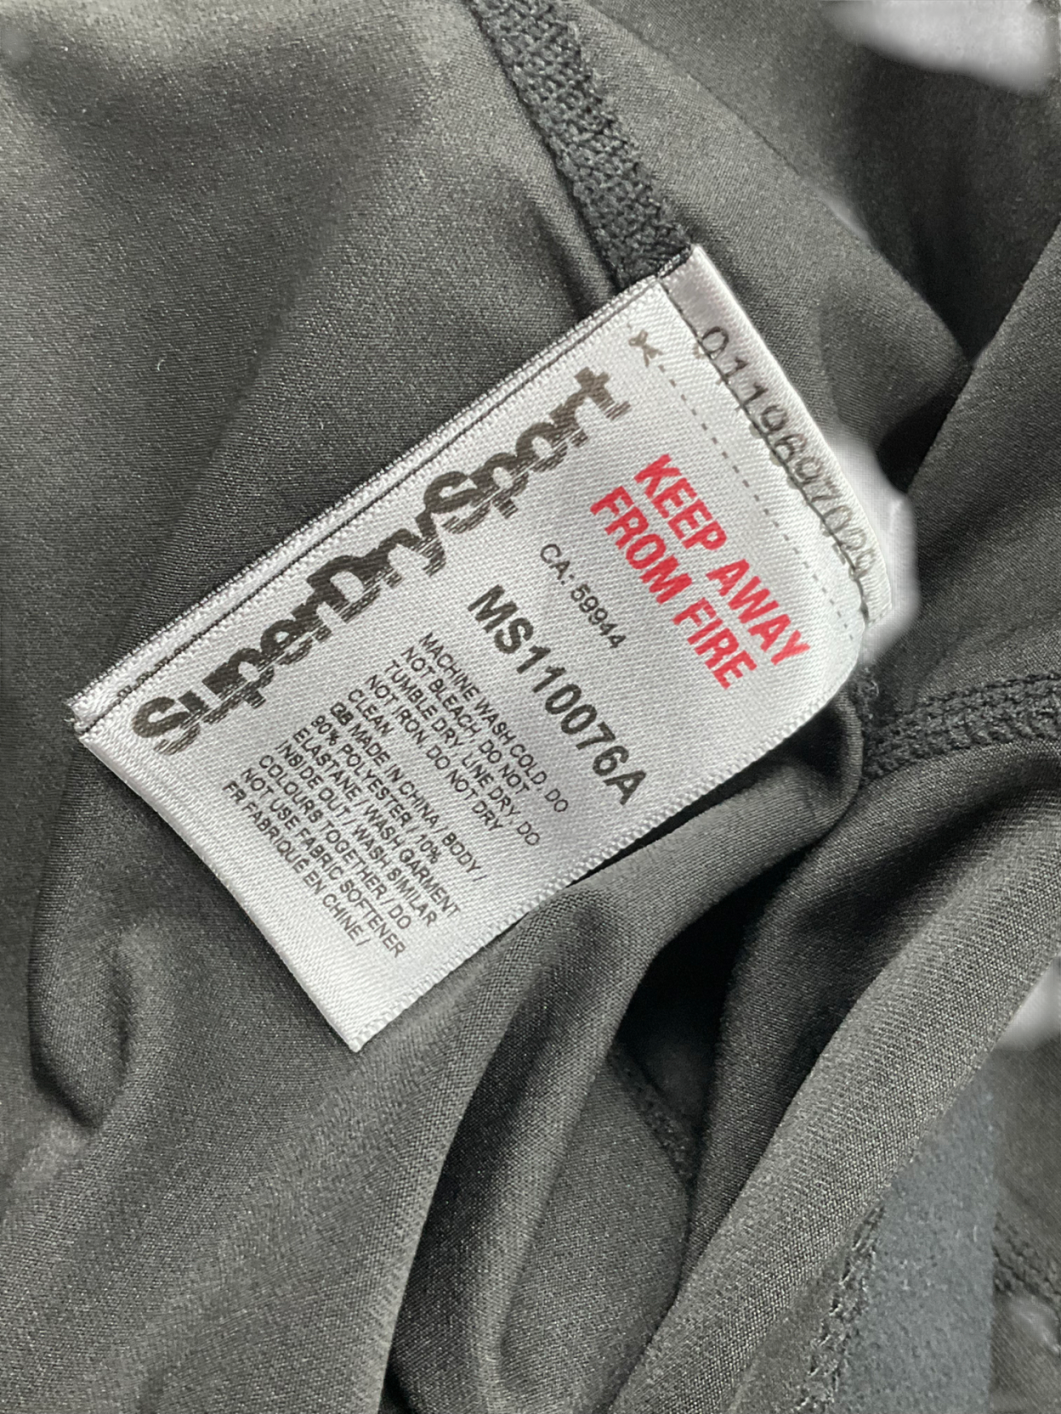 SuperDrySport
KEEP AWAY
FROM FIRE
CA: 59944
MS110076A
MACHINE WASH COLD. DO
NOT BLEACH. DO NOT
TUMBLE DRY. LINE DRY. DO
NOT IRON. DO NOT DRY
CLEAN
GB MADE IN CHINA / BODY /
90% POLYESTER / 10%
ELASTANE / WASH GARMENT
INSIDE OUT. WASH SIMILAR
COLOURS TOGETHER / DO
NOT USE FABRIC SOFTENER
FR FABRIQUÉ EN CHINE /